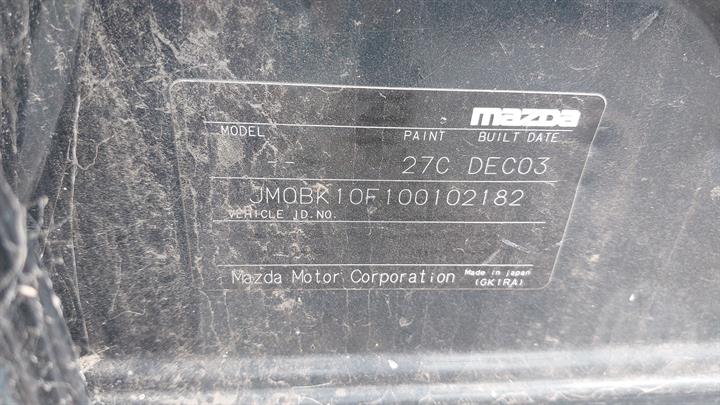 mazda
MODEL PAINT BUILT DATE
-- 27C DEC03
JM0BK10F100102182
VEHICLE ID.NO.
Mazda Motor Corporation Made in japan
(GK1RA)